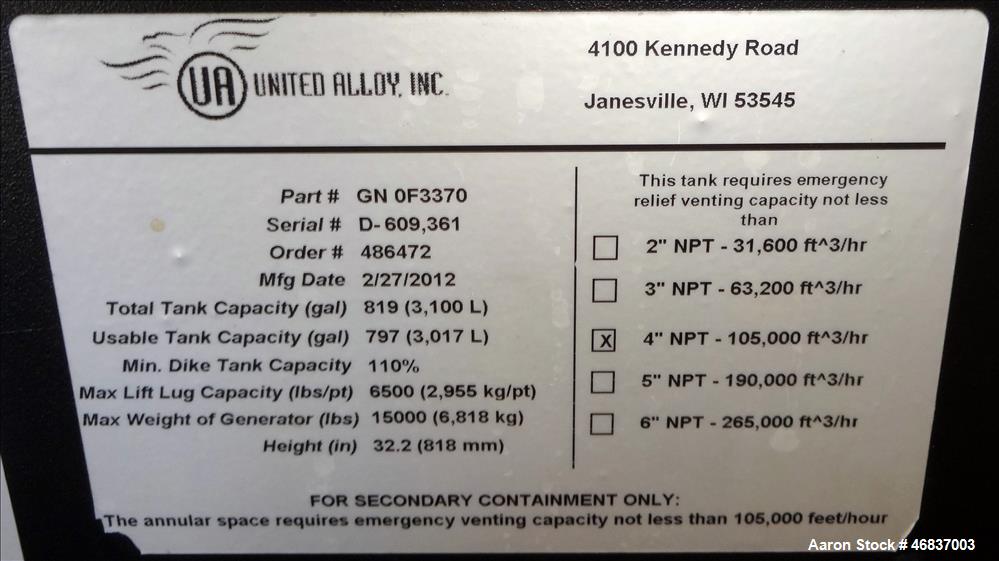 UA UNITED ALLOY, INC.
4100 Kennedy Road
Janesville, WI 53545
Part # GN 0F3370
Serial # D-609,361
Order # 486472
Mfg Date 2/27/2012
Total Tank Capacity (gal) 819 (3,100 L)
Usable Tank Capacity (gal) 797 (3,017 L)
Min. Dike Tank Capacity 110%
Max Lift Lug Capacity (lbs/pt) 6500 (2,955 kg/pt)
Max Weight of Generator (lbs) 15000 (6,818 kg)
Height (in) 32.2 (818 mm)
This tank requires emergency
relief venting capacity not less
than
2" NPT - 31,600 ft^3/hr
3" NPT - 63,200 ft^3/hr
X 4" NPT - 105,000 ft^3/hr
5" NPT - 190,000 ft^3/hr
6" NPT - 265,000 ft^3/hr
FOR SECONDARY CONTAINMENT ONLY:
The annular space requires emergency venting capacity not less than 105,000 feet/hour
Aaron Stock # 46837003